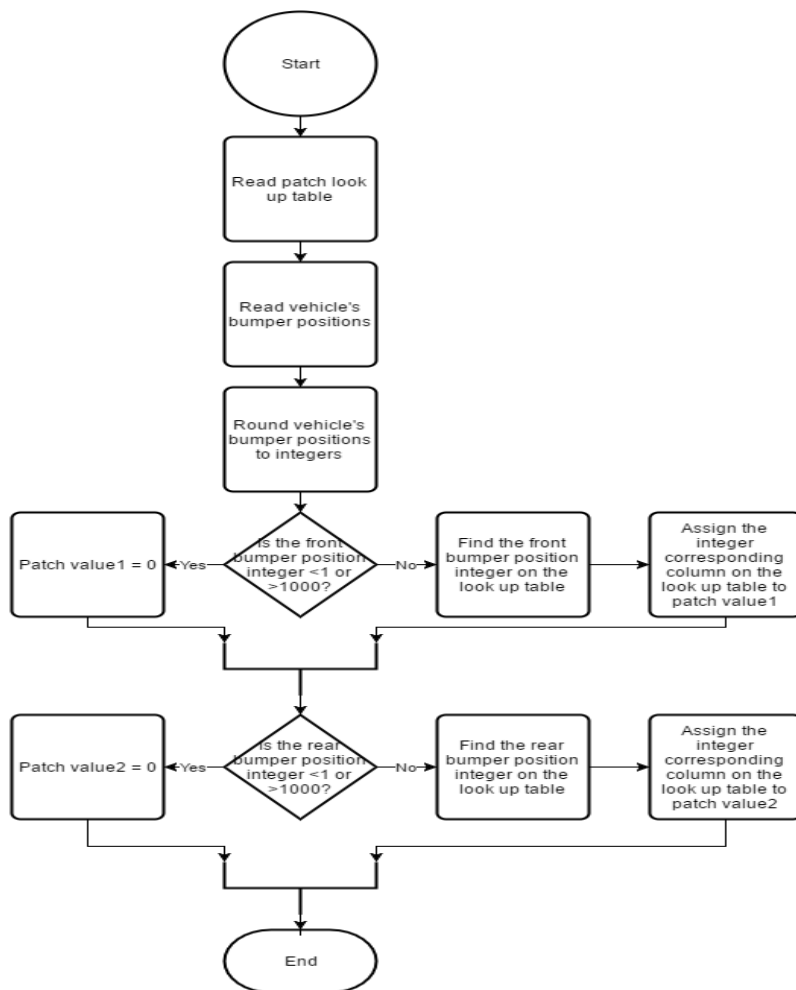 Start
Read patch look
up table
Read vehicle's
bumper positions
Round vehicle's
bumper positions
to integers
Patch value1 = 0
Yes
Is the front
bumper position
integer <1 or
>1000?
No
Find the front
bumper position
integer on the
look up table
Assign the
integer
corresponding
column on the
look up table to
patch value1
Patch value2 = 0
Yes
Is the rear
bumper position
integer <1 or
>1000?
No
Find the rear
bumper position
integer on the
look up table
Assign the
integer
corresponding
column on the
look up table to
patch value2
End